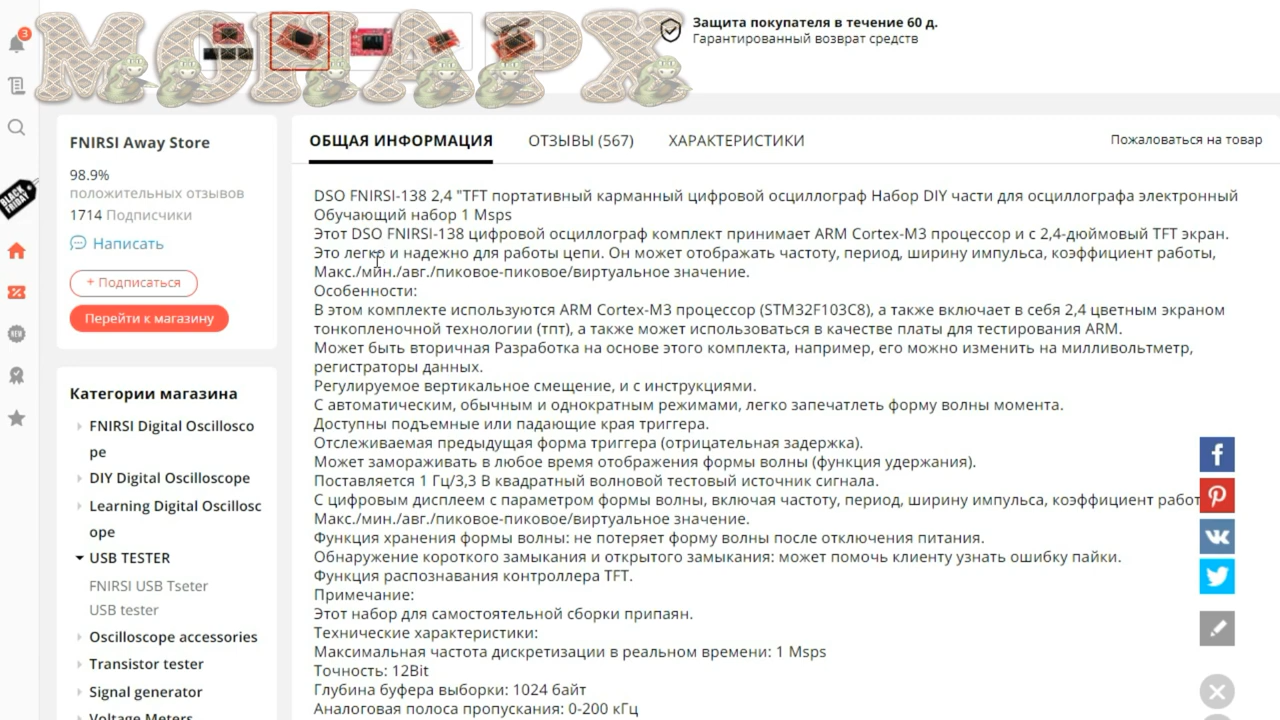 МОНАРХ
Защита покупателя в течение 60 д.
Гарантированный возврат средств
3
BLACK FRIDAY
NEW
FNIRSI Away Store
98.9%
положительных отзывов
1714 Подписчики
Написать
+ Подписаться
Перейти к магазину
Категории магазина
FNIRSI Digital Oscillosco
pe
DIY Digital Oscilloscope
Learning Digital Oscillosc
ope
USB TESTER
FNIRSI USB Tseter
USB tester
Oscilloscope accessories
Transistor tester
Signal generator
Voltage Meters
ОБЩАЯ ИНФОРМАЦИЯ
ОТЗЫВЫ (567)
ХАРАКТЕРИСТИКИ
Пожаловаться на товар
DSO FNIRSI-138 2,4 "TFT портативный карманный цифровой осциллограф Набор DIY части для осциллографа электронный
Обучающий набор 1 Msps
Этот DSO FNIRSI-138 цифровой осциллограф комплект принимает ARM Cortex-M3 процессор и с 2,4-дюймовый TFT экран.
Это легко и надежно для работы цепи. Он может отображать частоту, период, ширину импульса, коэффициент работы,
Макс./мин./авг./пиковое-пиковое/виртуальное значение.
Особенности:
В этом комплекте используются ARM Cortex-M3 процессор (STM32F103C8), а также включает в себя 2,4 цветным экраном
тонкопленочной технологии (тпт), а также может использоваться в качестве платы для тестирования ARM.
Может быть вторичная Разработка на основе этого комплекта, например, его можно изменить на милливольтметр,
регистраторы данных.
Регулируемое вертикальное смещение, и с инструкциями.
С автоматическим, обычным и однократным режимами, легко запечатлеть форму волны момента.
Доступны подъемные или падающие края триггера.
Отслеживаемая предыдущая форма триггера (отрицательная задержка).
Может замораживать в любое время отображения формы волны (функция удержания).
Поставляется 1 Гц/3,3 В квадратный волновой тестовый источник сигнала.
С цифровым дисплеем с параметром формы волны, включая частоту, период, ширину импульса, коэффициент работ
Макс./мин./авг./пиковое-пиковое/виртуальное значение.
Функция хранения формы волны: не потеряет форму волны после отключения питания.
Обнаружение короткого замыкания и открытого замыкания: может помочь клиенту узнать ошибку пайки.
Функция распознавания контроллера TFT.
Примечание:
Этот набор для самостоятельной сборки припаян.
Технические характеристики:
Максимальная частота дискретизации в реальном времени: 1 Msps
Точность: 12Bit
Глубина буфера выборки: 1024 байт
Аналоговая полоса пропускания: 0-200 кГц